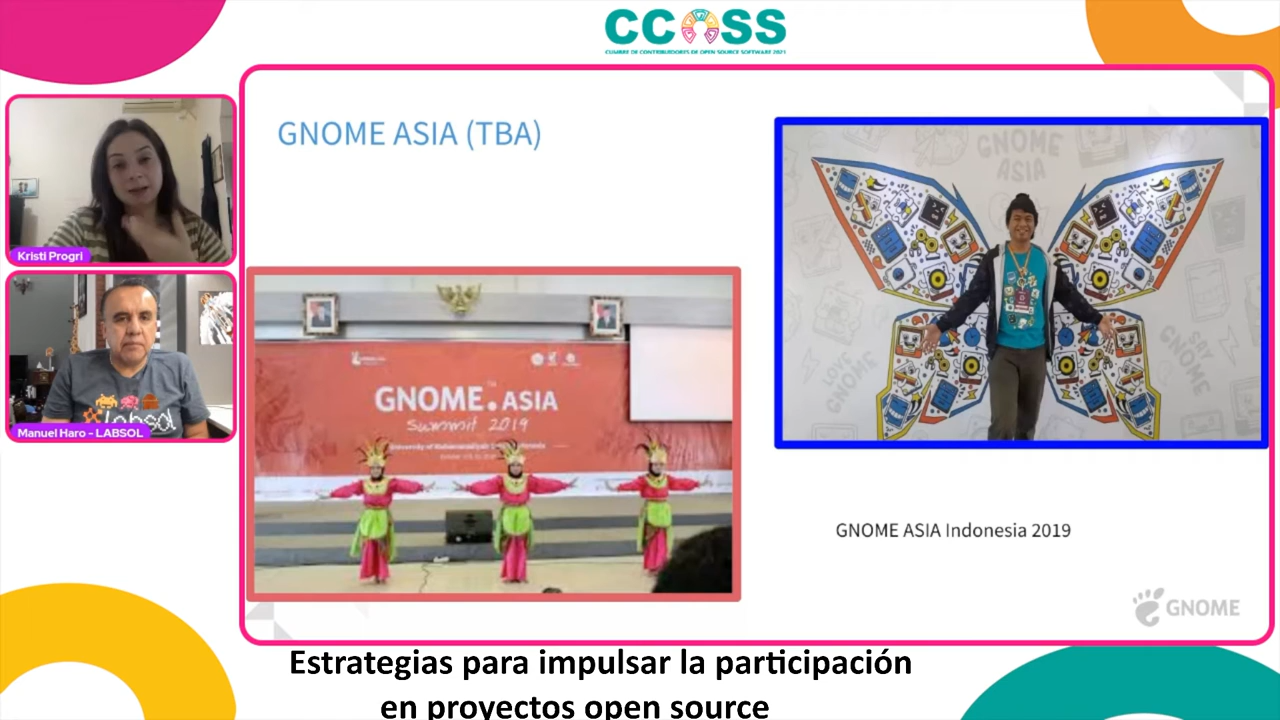 CCOSS
CUMBRE DE CONTRIBUIDORES DE OPEN SOURCE SOFTWARE 2021
GNOME ASIA (TBA)
GNOME
ASIA
Kristi Progri
labsol
Manuel Haro - LABSOL
GNOME.ASIA
Summit 2019
LOVE
GNOME
GNOME
GNOME ASIA Indonesia 2019
GNOME
Estrategias para impulsar la participación
en proyectos open source